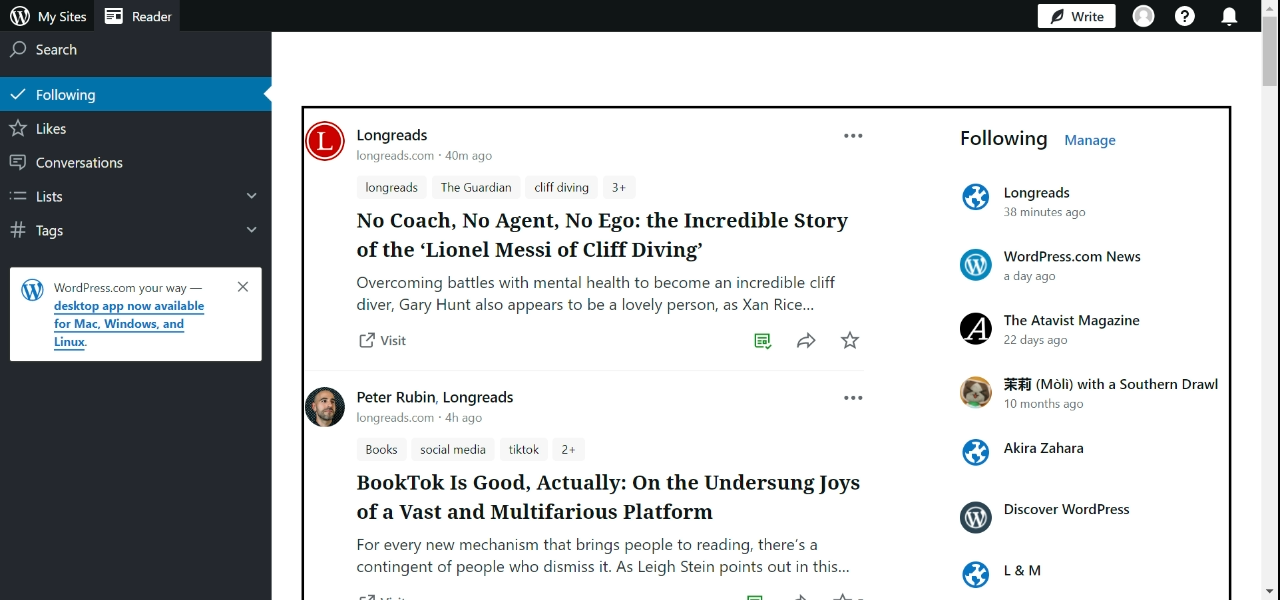 My Sites
Reader
Write
Search
Following
Likes
Conversations
Lists
Tags
WordPress.com your way —
desktop app now available
for Mac, Windows, and
Linux.
L
Longreads
longreads.com · 40m ago
longreads The Guardian cliff diving 3+
No Coach, No Agent, No Ego: the Incredible Story
of the ‘Lionel Messi of Cliff Diving’
Overcoming battles with mental health to become an incredible cliff
diver, Gary Hunt also appears to be a lovely person, as Xan Rice...
Visit
Peter Rubin, Longreads
longreads.com · 4h ago
Books social media tiktok 2+
BookTok Is Good, Actually: On the Undersung Joys
of a Vast and Multifarious Platform
For every new mechanism that brings people to reading, there’s a
contingent of people who dismiss it. As Leigh Stein points out in this...
Visit
Following Manage
Longreads
38 minutes ago
WordPress.com News
a day ago
A
The Atavist Magazine
22 days ago
茉莉 (Mòlì) with a Southern Drawl
10 months ago
Akira Zahara
Discover WordPress
L & M